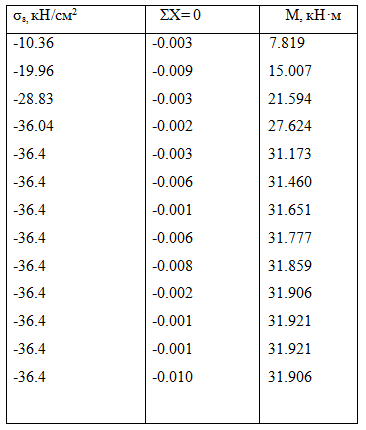 σв, кН/см² ΣX= 0 М, кН·м
-10.36 -0.003 7.819
-19.96 -0.009 15.007
-28.83 -0.003 21.594
-36.04 -0.002 27.624
-36.4 -0.003 31.173
-36.4 -0.006 31.460
-36.4 -0.001 31.651
-36.4 -0.006 31.777
-36.4 -0.008 31.859
-36.4 -0.002 31.906
-36.4 -0.001 31.921
-36.4 -0.001 31.921
-36.4 -0.010 31.906